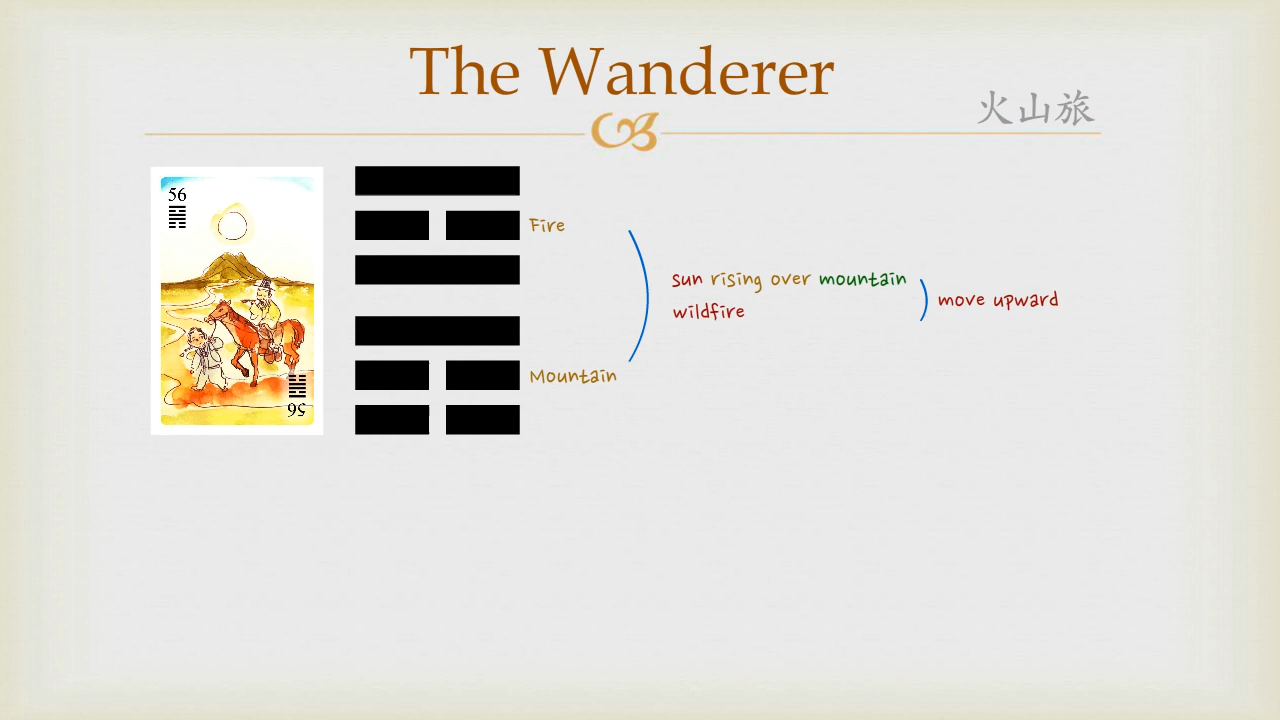 The Wanderer
火山旅
56
Fire
sun rising over mountain
wildfire
move upward
Mountain
56